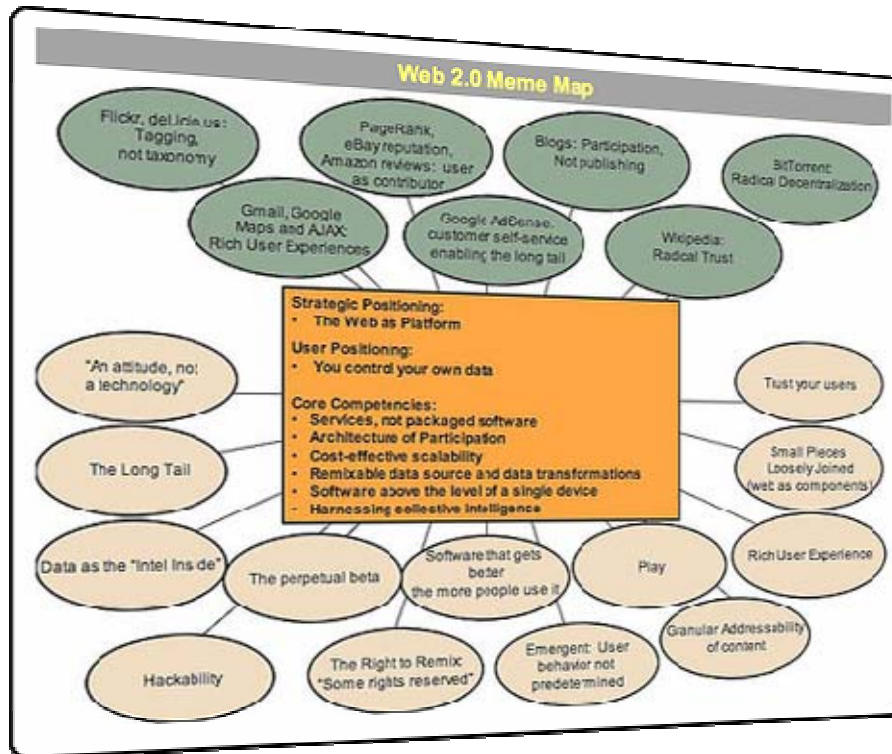 Web 2.0 Meme Map
Flickr, del.icio.us:
Tagging,
not taxonomy
PageRank,
eBay reputation,
Amazon reviews: user
as contributor
Blogs: Participation,
Not publishing
BitTorrent:
Radical Decentralization
Gmail, Google
Maps and AJAX:
Rich User Experiences
Google AdSense:
customer self-service
enabling the long tail
Wikipedia:
Radical Trust
Strategic Positioning:
• The Web as Platform
User Positioning:
• You control your own data
Core Competencies:
• Services, not packaged software
• Architecture of Participation
• Cost-effective scalability
• Remixable data source and data transformations
• Software above the level of a single device
- Harnessing collective intelligence
"An attitude, not
a technology"
Trust your users
The Long Tail
Small Pieces
Loosely Joined
(web as components)
Data as the "Intel Inside"
The perpetual beta
Software that gets
better
the more people use it
Play
Rich User Experience
Hackability
The Right to Remix:
"Some rights reserved"
Emergent: User
behavior not
predetermined
Granular Addressability
of content